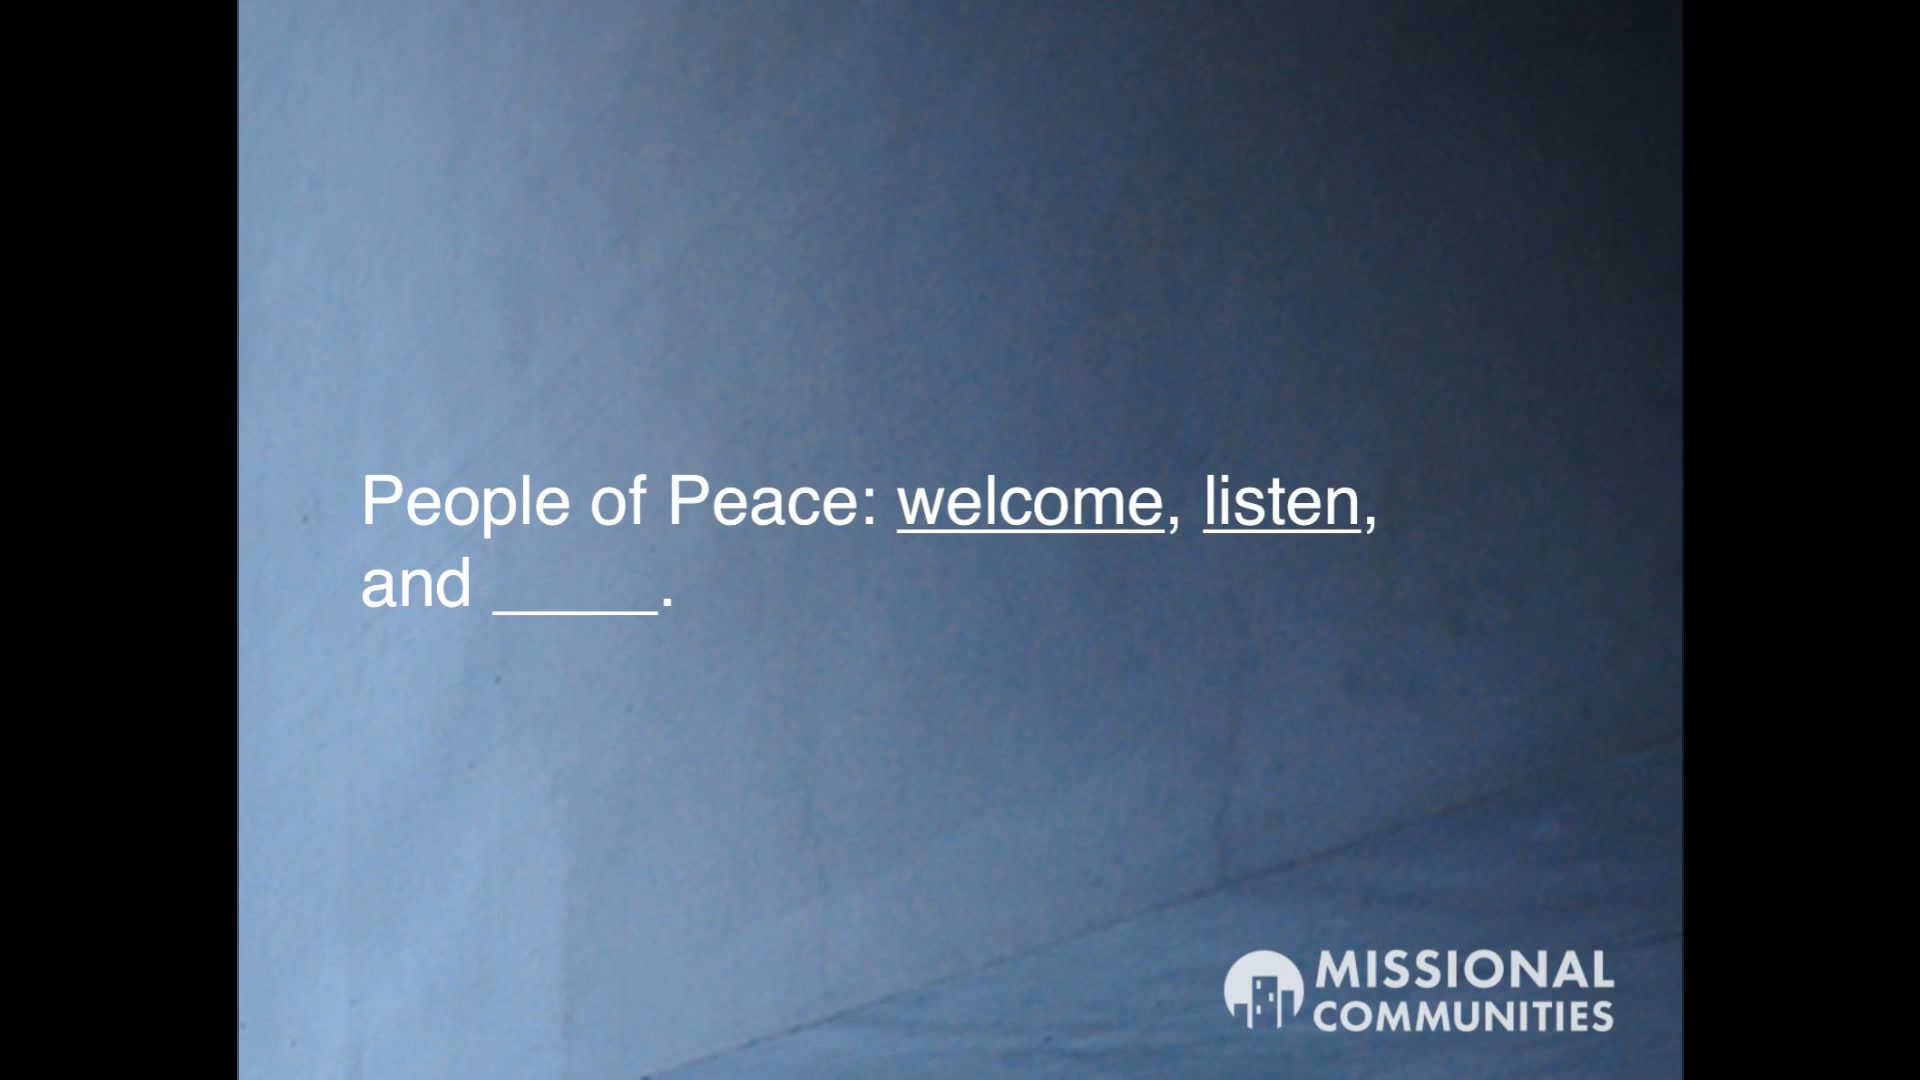 People of Peace: welcome, listen,
and _____.
MISSIONAL
COMMUNITIES